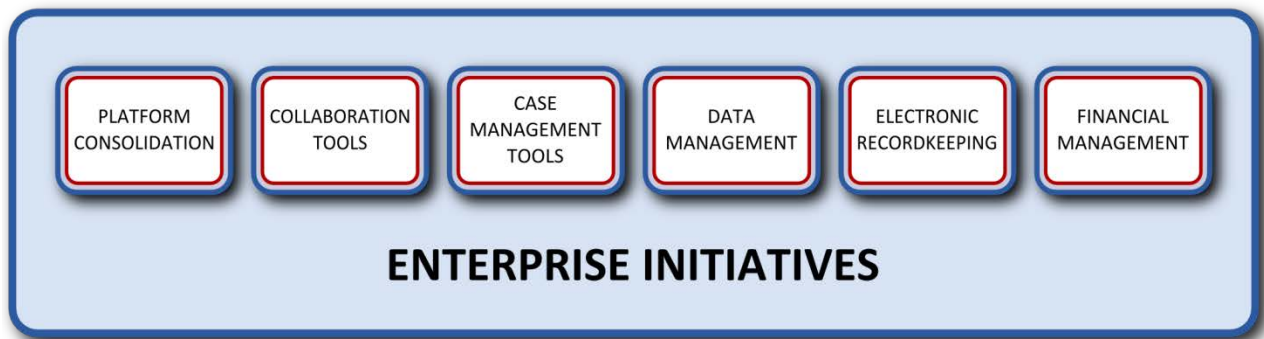 PLATFORM
CONSOLIDATION
COLLABORATION
TOOLS
CASE
MANAGEMENT
TOOLS
DATA
MANAGEMENT
ELECTRONIC
RECORDKEEPING
FINANCIAL
MANAGEMENT
ENTERPRISE INITIATIVES